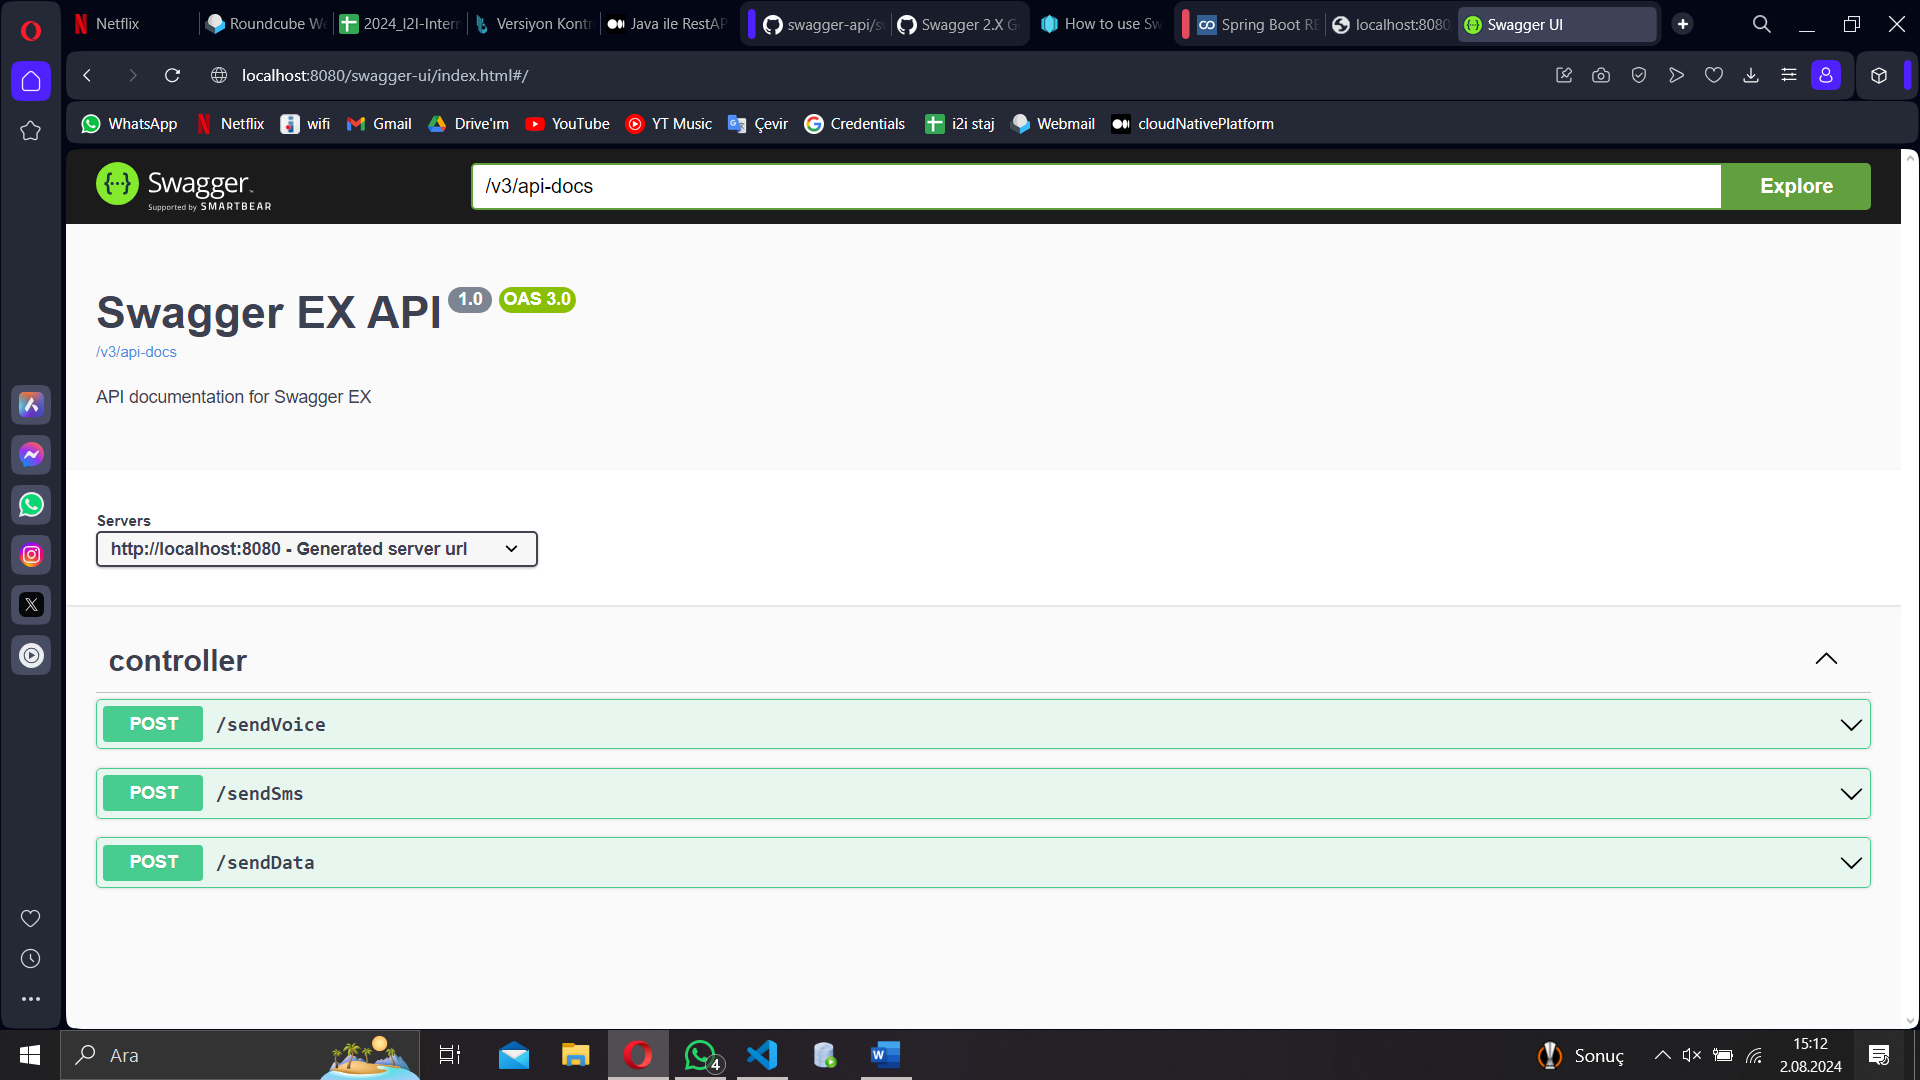 Netflix
Roundcube We
2024_I2I-Intern
Versiyon Kontr
Java ile RestAP
swagger-api/s
Swagger 2.X G
How to use Sw
Spring Boot RE
localhost:8080
Swagger UI
localhost:8080/swagger-ui/index.html#/
WhatsApp
Netflix
wifi
Gmail
Drive'ım
YouTube
YT Music
Çevir
Credentials
i2i staj
Webmail
cloudNativePlatform
Swagger
Supported by SMARTBEAR
/v3/api-docs
Explore
Swagger EX API 1.0 OAS 3.0
/v3/api-docs
API documentation for Swagger EX
Servers
http://localhost:8080 - Generated server url
controller
POST /sendVoice
POST /sendSms
POST /sendData
Ara
4
Sonuç
15:12
2.08.2024